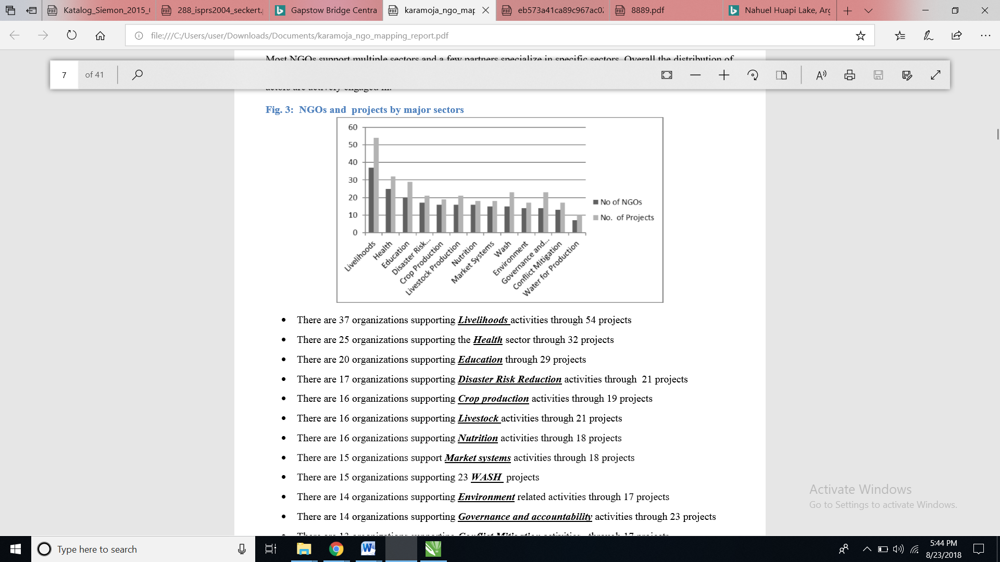 Katalog_Siemon_2015_(
288_isprs2004_seckert.
Gapstow Bridge Centra
karamoja_ngo_map
eb573a41ca89c967ac0
8889.pdf
Nahuel Huapi Lake, Arg
file:///C:/Users/user/Downloads/Documents/karamoja_ngo_mapping_report.pdf
Most NGOs support multiple sectors and a few partners specialize in specific sectors. Overall the distribution of
7 of 41
actors are actively engaged in.
Fig. 3: NGOs and projects by major sectors
60
50
40
30
20
10
0
No of NGOs
No. of Projects
Livelihoods
Health
Education
Disaster Risk...
Crop Production
Livestock Production
Nutrition
Market Systems
Wash
Environment
Governance and...
Conflict Mitigation
Water for Production
• There are 37 organizations supporting Livelihoods activities through 54 projects
• There are 25 organizations supporting the Health sector through 32 projects
• There are 20 organizations supporting Education through 29 projects
• There are 17 organizations supporting Disaster Risk Reduction activities through 21 projects
• There are 16 organizations supporting Crop production activities through 19 projects
• There are 16 organizations supporting Livestock activities through 21 projects
• There are 16 organizations supporting Nutrition activities through 18 projects
• There are 15 organizations support Market systems activities through 18 projects
• There are 15 organizations supporting 23 WASH projects
• There are 14 organizations supporting Environment related activities through 17 projects
• There are 14 organizations supporting Governance and accountability activities through 23 projects
• There are 13 organizations supporting Conflict Mitigation activities through 17 projects
Activate Windows
Go to Settings to activate Windows.
Type here to search
5:44 PM
8/23/2018